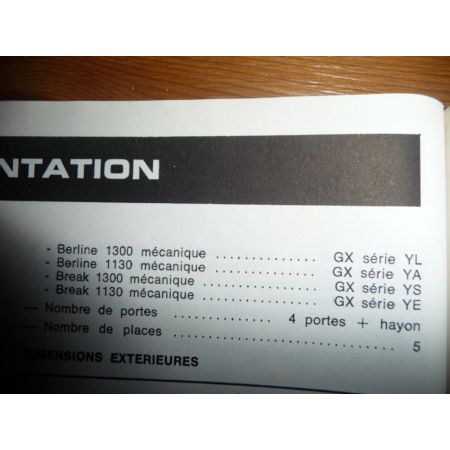 NTATION
- Berline 1300 mécanique .................... GX série YL
- Berline 1130 mécanique .................... GX série YA
- Break 1300 mécanique .................... GX série YS
- Break 1130 mécanique .................... GX série YE
— Nombre de portes .................... 4 portes + hayon
— Nombre de places .................... 5
DIMENSIONS EXTERIEURES